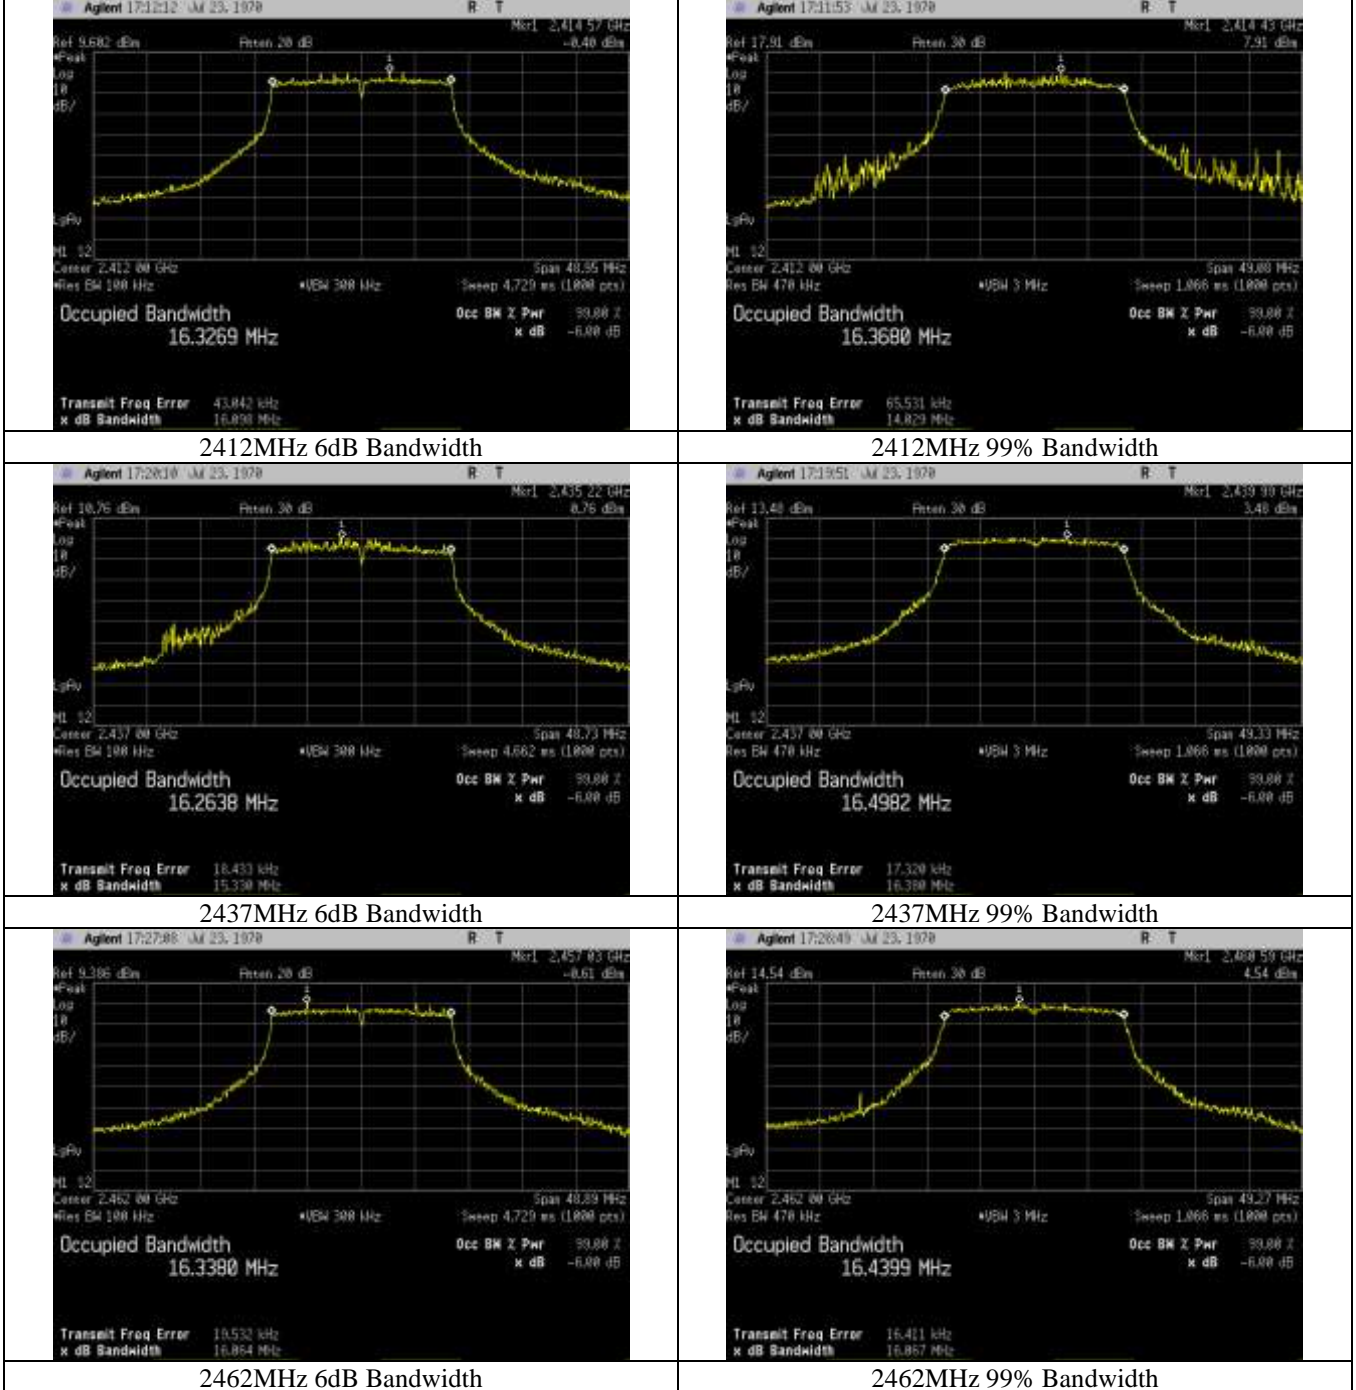 Agilent 17:12:12 Jul 23, 1970 R T
Mkr1 2.414 57 GHz
Ref 9.682 dBm Atten 20 dB -0.40 dBm
#Peak
Log
10
dB/
1
LgAv
M1 S2
Center 2.412 00 GHz Span 48.95 MHz
#Res BW 100 kHz #VBW 300 kHz Sweep 4.729 ms (1000 pts)
Occupied Bandwidth Occ BW % Pwr 99.00 %
16.3269 MHz x dB -6.00 dB
Transmit Freq Error 43.042 kHz
x dB Bandwidth 16.098 MHz
2412MHz 6dB Bandwidth
Agilent 17:11:53 Jul 23, 1970 R T
Mkr1 2.414 43 GHz
Ref 17.91 dBm Atten 30 dB 7.91 dBm
#Peak
Log
10
dB/
1
LgAv
M1 S2
Center 2.412 00 GHz Span 49.08 MHz
Res BW 470 kHz #VBW 3 MHz Sweep 1.066 ms (1000 pts)
Occupied Bandwidth Occ BW % Pwr 99.00 %
16.3680 MHz x dB -6.00 dB
Transmit Freq Error 65.531 kHz
x dB Bandwidth 14.029 MHz
2412MHz 99% Bandwidth
Agilent 17:20:10 Jul 23, 1970 R T
Mkr1 2.435 22 GHz
Ref 10.76 dBm Atten 30 dB 0.76 dBm
#Peak
Log
10
dB/
1
LgAv
M1 S2
Center 2.437 00 GHz Span 48.73 MHz
#Res BW 100 kHz #VBW 300 kHz Sweep 4.662 ms (1000 pts)
Occupied Bandwidth Occ BW % Pwr 99.00 %
16.2638 MHz x dB -6.00 dB
Transmit Freq Error 18.433 kHz
x dB Bandwidth 15.330 MHz
2437MHz 6dB Bandwidth
Agilent 17:19:51 Jul 23, 1970 R T
Mkr1 2.439 99 GHz
Ref 13.48 dBm Atten 30 dB 3.48 dBm
#Peak
Log
10
dB/
1
LgAv
M1 S2
Center 2.437 00 GHz Span 49.33 MHz
Res BW 470 kHz #VBW 3 MHz Sweep 1.066 ms (1000 pts)
Occupied Bandwidth Occ BW % Pwr 99.00 %
16.4982 MHz x dB -6.00 dB
Transmit Freq Error 17.320 kHz
x dB Bandwidth 16.380 MHz
2437MHz 99% Bandwidth
Agilent 17:27:08 Jul 23, 1970 R T
Mkr1 2.457 03 GHz
Ref 9.386 dBm Atten 20 dB -0.61 dBm
#Peak
Log
10
dB/
1
LgAv
M1 S2
Center 2.462 00 GHz Span 48.89 MHz
#Res BW 100 kHz #VBW 300 kHz Sweep 4.729 ms (1000 pts)
Occupied Bandwidth Occ BW % Pwr 99.00 %
16.3380 MHz x dB -6.00 dB
Transmit Freq Error 19.532 kHz
x dB Bandwidth 16.064 MHz
2462MHz 6dB Bandwidth
Agilent 17:26:49 Jul 23, 1970 R T
Mkr1 2.460 59 GHz
Ref 14.54 dBm Atten 30 dB 4.54 dBm
#Peak
Log
10
dB/
1
LgAv
M1 S2
Center 2.462 00 GHz Span 49.27 MHz
Res BW 470 kHz #VBW 3 MHz Sweep 1.066 ms (1000 pts)
Occupied Bandwidth Occ BW % Pwr 99.00 %
16.4399 MHz x dB -6.00 dB
Transmit Freq Error 16.411 kHz
x dB Bandwidth 16.067 MHz
2462MHz 99% Bandwidth